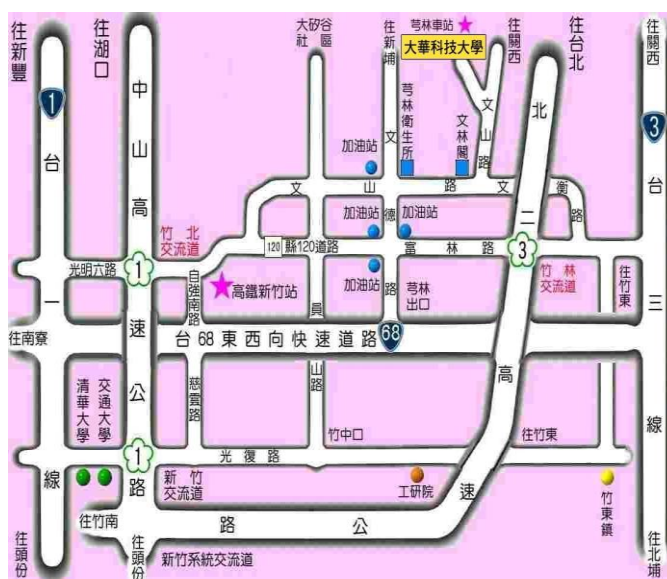 往新豐
往湖口
大矽谷
社區
往新埔
芎林車站
大華科技大學
往關西
往台北
往關西
1
台一線
中山高速公路
芎林衛生所
文林閣
文山路
北二高速公路
3
台三線
加油站
文山路
文衡路
文德路
加油站
加油站
竹北
交流道
120
縣120道路
富林路
3
1
光明六路
自強南路
高鐵新竹站
加油站
芎林
出口
竹林
交流道
往竹東
員山路
往南寮
台68東西向快速道路
68
清華大學
交通大學
慈雲路
竹中口
往竹東
1
光復路
新竹
交流道
工研院
竹東鎮
往竹南
往頭份
往頭份
新竹系統交流道
往北埔